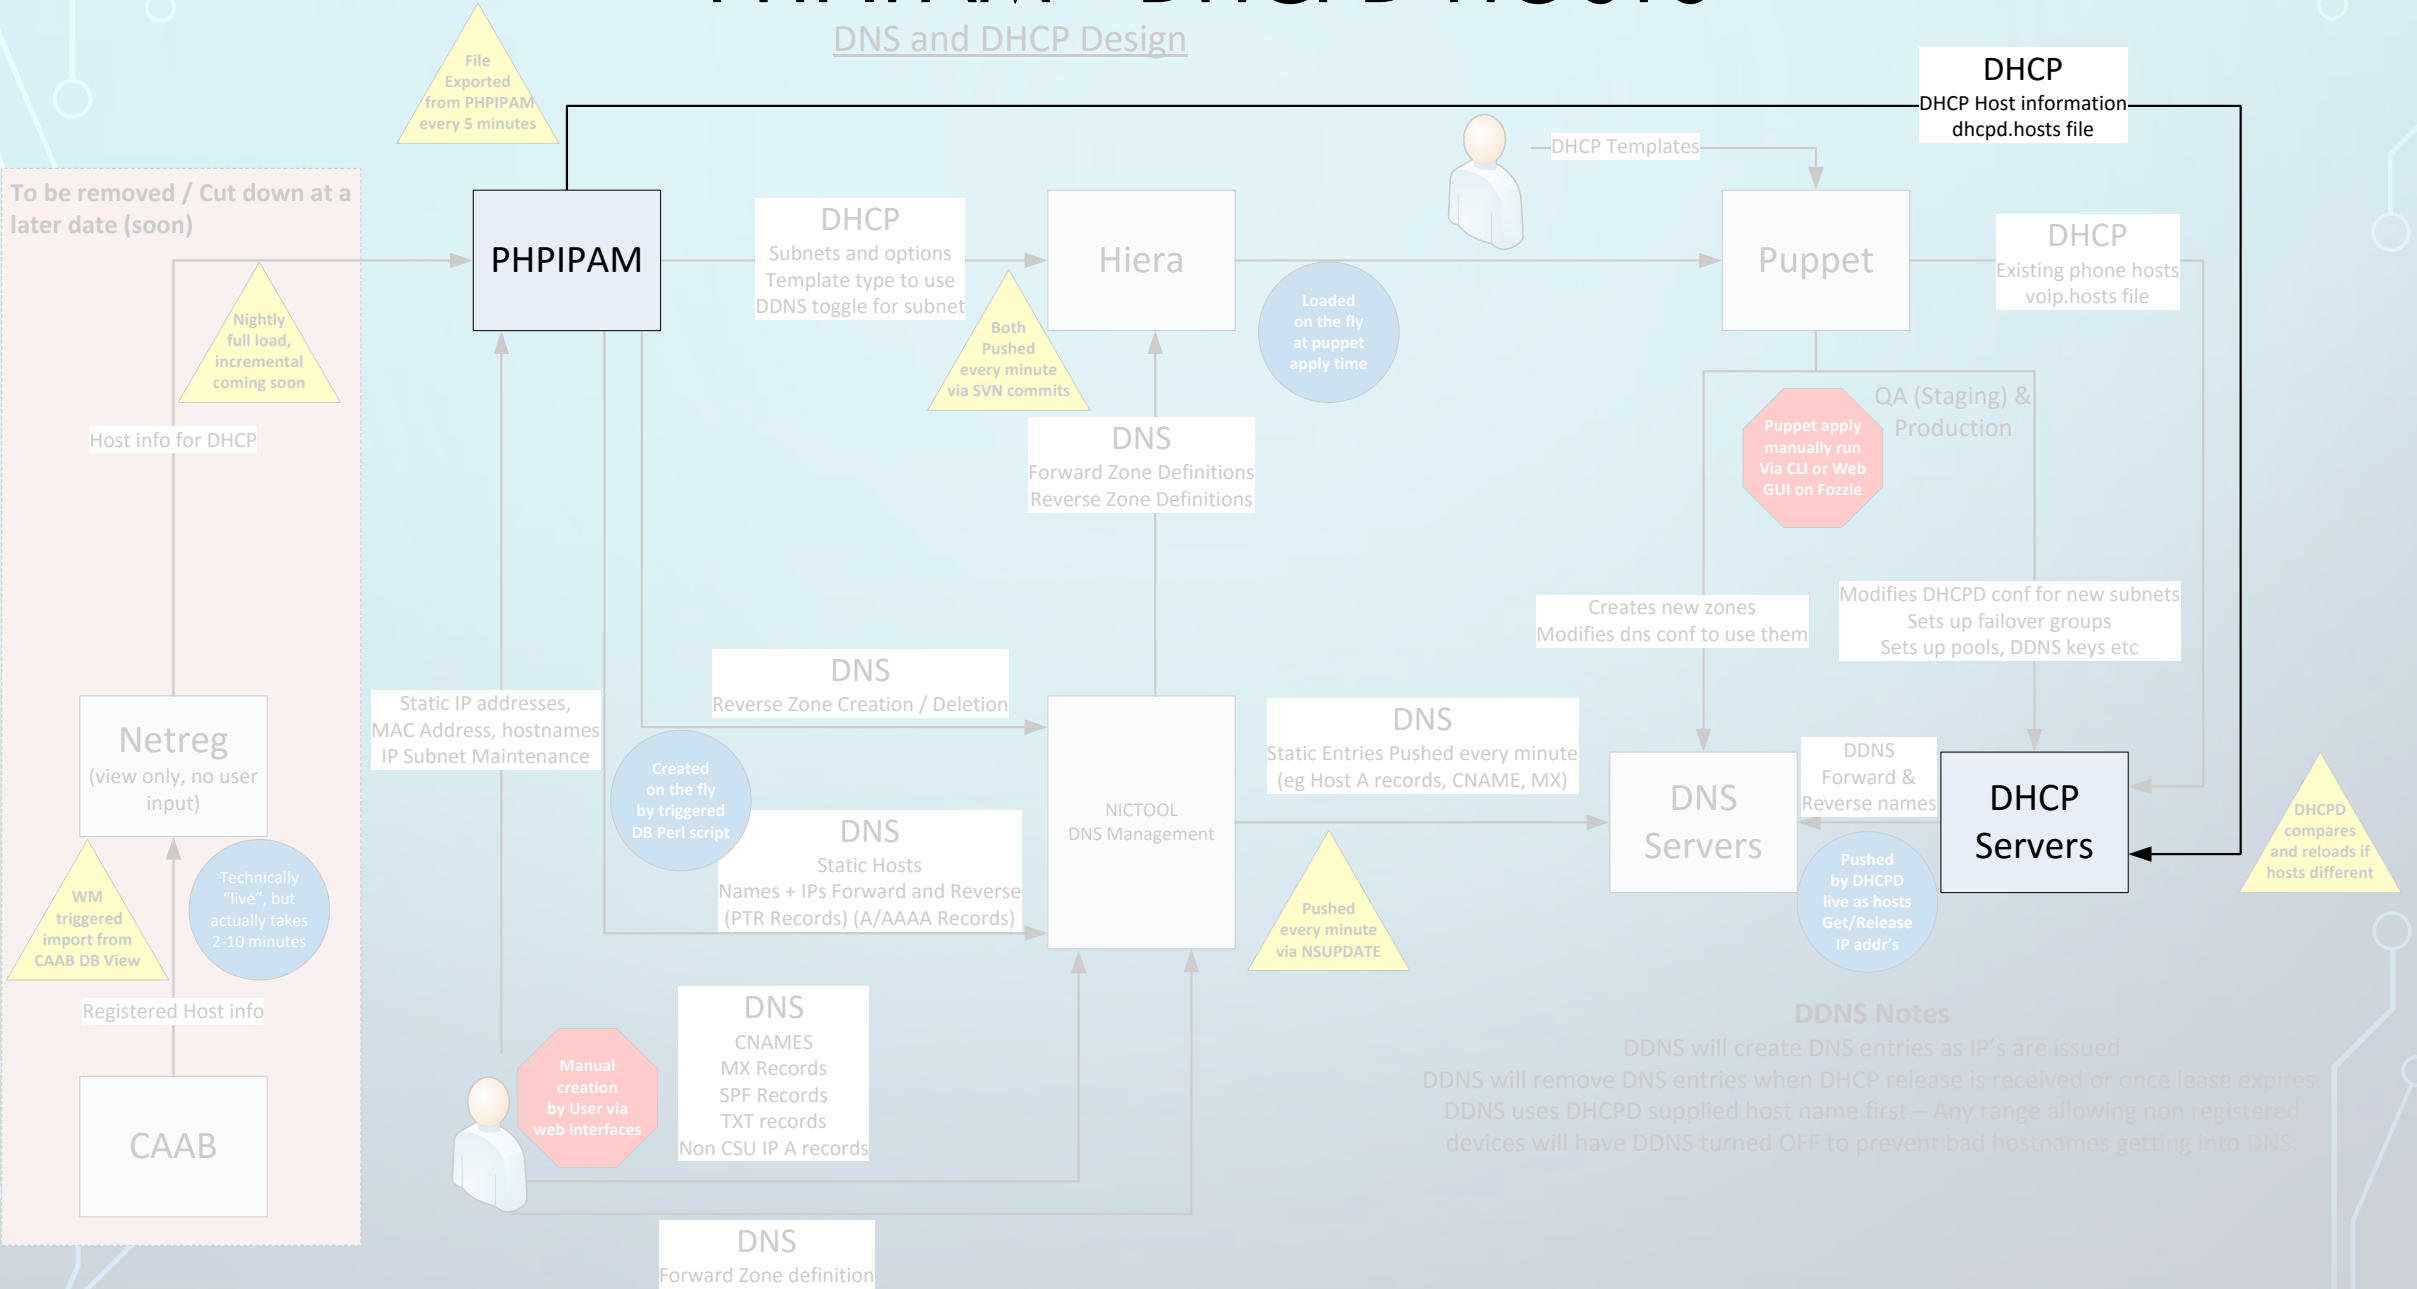 PHPIPAM - DHCPD HOSTS
DNS and DHCP Design
File
Exported
from PHPIPAM
every 5 minutes
DHCP
DHCP Host information
dhcpd.hosts file
DHCP Templates
To be removed / Cut down at a
later date (soon)
PHPIPAM
DHCP
Subnets and options
Template type to use
DDNS toggle for subnet
Hiera
Puppet
DHCP
Existing phone hosts
voip.hosts file
Nightly
full load,
incremental
coming soon
Both
Pushed
every minute
via SVN commits
Loaded
on the fly
at puppet
apply time
Puppet apply
manually run
Via CLI or Web
GUI on Fozzie
QA (Staging) &
Production
Host info for DHCP
DNS
Forward Zone Definitions
Reverse Zone Definitions
Creates new zones
Modifies dns conf to use them
Modifies DHCPD conf for new subnets
Sets up failover groups
Sets up pools, DDNS keys etc
Netreg
(view only, no user
input)
Static IP addresses,
MAC Address, hostnames
IP Subnet Maintenance
DNS
Reverse Zone Creation / Deletion
Created
on the fly
by triggered
DB Perl script
DNS
Static Hosts
Names + IPs Forward and Reverse
(PTR Records) (A/AAAA Records)
NICTOOL
DNS Management
DNS
Static Entries Pushed every minute
(eg Host A records, CNAME, MX)
DNS
Servers
DDNS
Forward &
Reverse names
DHCP
Servers
DHCPD
compares
and reloads if
hosts different
WM
triggered
import from
CAAB DB View
Technically
“live”, but
actually takes
2-10 minutes
Pushed
every minute
via NSUPDATE
Pushed
by DHCPD
live as hosts
Get/Release
IP addr’s
Registered Host info
CAAB
Manual
creation
by User via
web interfaces
DNS
CNAMES
MX Records
SPF Records
TXT records
Non CSU IP A records
DDNS Notes
DDNS will create DNS entries as IP’s are issued
DDNS will remove DNS entries when DHCP release is received or once lease expires.
DDNS uses DHCPD supplied host name first – Any range allowing non registered
devices will have DDNS turned OFF to prevent bad hostnames getting into DNS.
DNS
Forward Zone definition